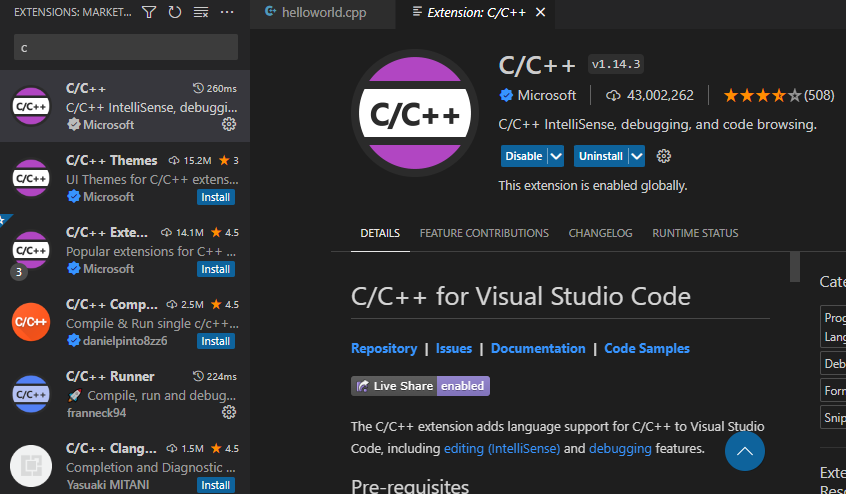 EXTENSIONS: MARKET...
c
C/C++ 260ms
C/C++ IntelliSense, debuggi...
Microsoft
C/C++ Themes 15.2M 3
UI Themes for C/C++ extens...
Microsoft Install
C/C++ Exte... 14.1M 4.5
Popular extensions for C++ ...
3 Microsoft Install
C/C++ Comp... 2.5M 4.5
Compile & Run single c/c++...
danielpinto8zz6 Install
C/C++ Runner 224ms
🚀 Compile, run and debug...
franneck94
C/C++ Clang... 1.5M 4.5
Completion and Diagnostic ...
Yasuaki MITANI Install
helloworld.cpp Extension: C/C++
C/C++
C/C++ v1.14.3
Microsoft | 43,002,262 | (508)
C/C++ IntelliSense, debugging, and code browsing.
Disable Uninstall
This extension is enabled globally.
DETAILS FEATURE CONTRIBUTIONS CHANGELOG RUNTIME STATUS
C/C++ for Visual Studio Code
Repository | Issues | Documentation | Code Samples
Live Share enabled
The C/C++ extension adds language support for C/C++ to Visual Studio
Code, including editing (IntelliSense) and debugging features.
Pre-requisites
Cate
Prog
Lang
Deb
Form
Snip
Exte